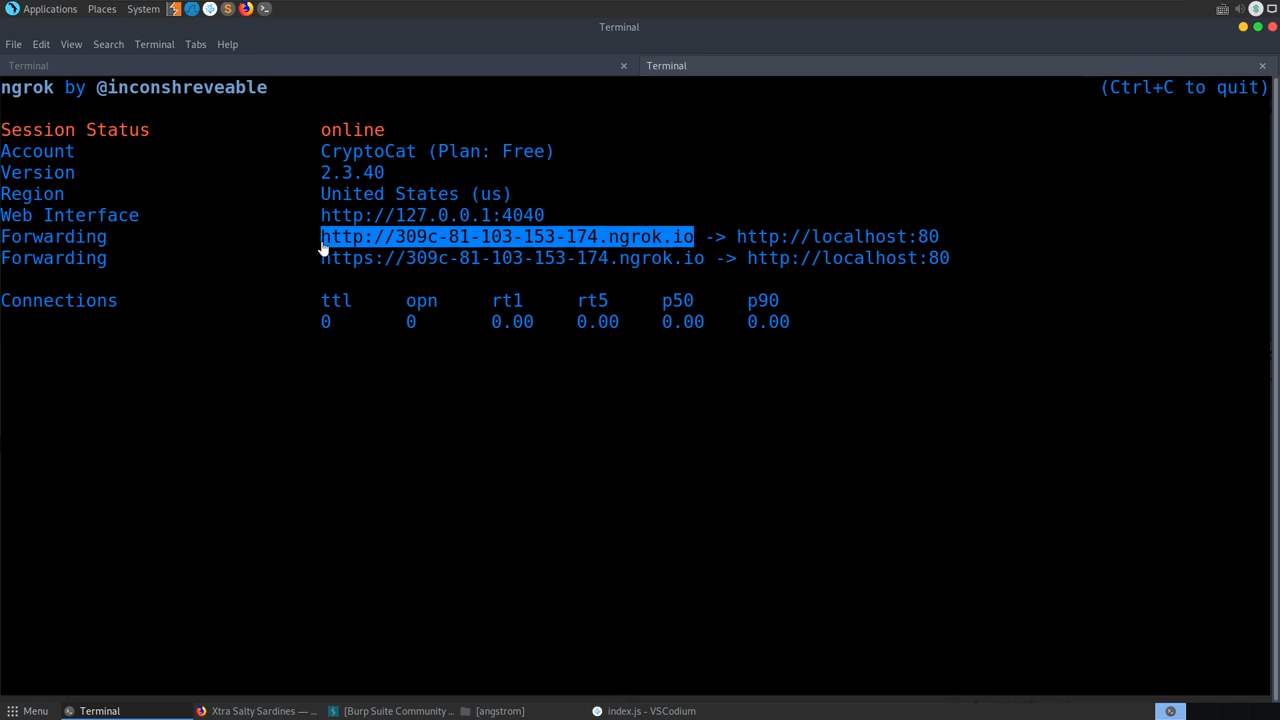 Applications Places System
Terminal
File Edit View Search Terminal Tabs Help
Terminal Terminal
ngrok by @inconshreveable (Ctrl+C to quit)
Session Status online
Account CryptoCat (Plan: Free)
Version 2.3.40
Region United States (us)
Web Interface http://127.0.0.1:4040
Forwarding http://309c-81-103-153-174.ngrok.io -> http://localhost:80
Forwarding https://309c-81-103-153-174.ngrok.io -> http://localhost:80
Connections ttl opn rt1 rt5 p50 p90
0 0 0.00 0.00 0.00 0.00
Menu Terminal Xtra Salty Sardines — ... [Burp Suite Community ... [angstrom] index.js - VSCodium